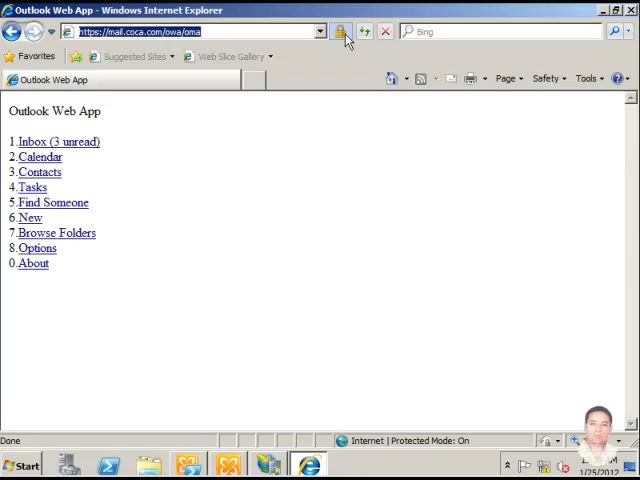 Outlook Web App - Windows Internet Explorer
https://mail.coca.com/owa/oma
Bing
Favorites
Suggested Sites
Web Slice Gallery
Outlook Web App
Page
Safety
Tools
Outlook Web App
1.Inbox (3 unread)
2.Calendar
3.Contacts
4.Tasks
5.Find Someone
6.New
7.Browse Folders
8.Options
0.About
Done
Internet | Protected Mode: On
Start
1/25/2012